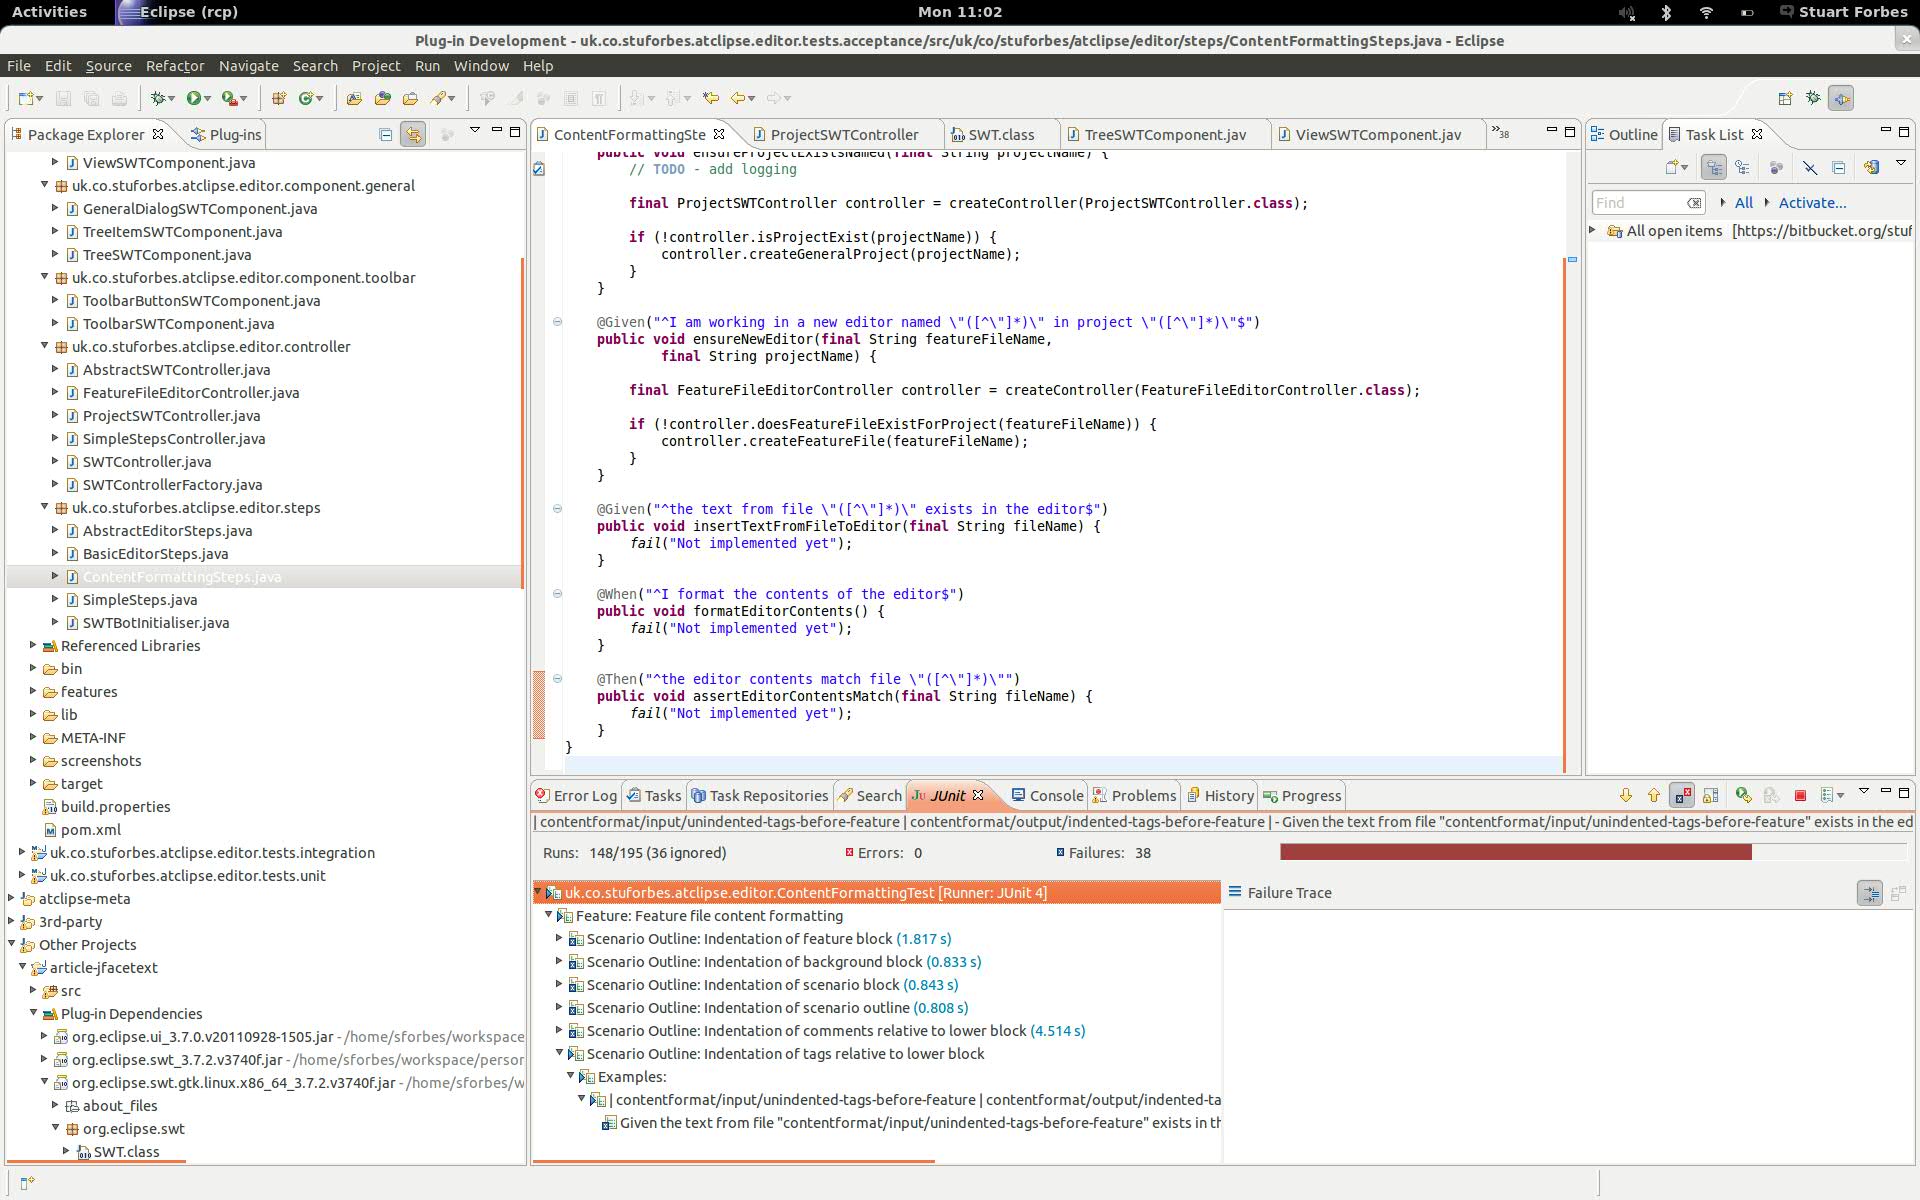 Activities
Eclipse (rcp)
Mon 11:02
Stuart Forbes
Plug-in Development - uk.co.stuforbes.atclipse.editor.tests.acceptance/src/uk/co/stuforbes/atclipse/editor/steps/ContentFormattingSteps.java - Eclipse
File Edit Source Refactor Navigate Search Project Run Window Help
Package Explorer
Plug-ins
ViewSWTComponent.java
uk.co.stuforbes.atclipse.editor.component.general
GeneralDialogSWTComponent.java
TreeItemSWTComponent.java
TreeSWTComponent.java
uk.co.stuforbes.atclipse.editor.component.toolbar
ToolbarButtonSWTComponent.java
ToolbarSWTComponent.java
uk.co.stuforbes.atclipse.editor.controller
AbstractSWTController.java
FeatureFileEditorController.java
ProjectSWTController.java
SimpleStepsController.java
SWTController.java
SWTControllerFactory.java
uk.co.stuforbes.atclipse.editor.steps
AbstractEditorSteps.java
BasicEditorSteps.java
ContentFormattingSteps.java
SimpleSteps.java
SWTBotInitialiser.java
Referenced Libraries
bin
features
lib
META-INF
screenshots
target
build.properties
pom.xml
uk.co.stuforbes.atclipse.editor.tests.integration
uk.co.stuforbes.atclipse.editor.tests.unit
atclipse-meta
3rd-party
Other Projects
article-jfacetext
src
Plug-in Dependencies
org.eclipse.ui_3.7.0.v20110928-1505.jar - /home/sforbes/workspace
org.eclipse.swt_3.7.2.v3740f.jar - /home/sforbes/workspace/person
org.eclipse.swt.gtk.linux.x86_64_3.7.2.v3740f.jar - /home/sforbes/w
about_files
org.eclipse.swt
SWT.class
ContentFormattingSte
ProjectSWTController
SWT.class
TreeSWTComponent.jav
ViewSWTComponent.jav
»38
public void ensureProjectExistsNamed(final String projectName) {
// TODO - add logging
final ProjectSWTController controller = createController(ProjectSWTController.class);
if (!controller.isProjectExist(projectName)) {
controller.createGeneralProject(projectName);
}
}
@Given("^I am working in a new editor named \"([^\"]*)\" in project \"([^\"]*)\"$")
public void ensureNewEditor(final String featureFileName,
final String projectName) {
final FeatureFileEditorController controller = createController(FeatureFileEditorController.class);
if (!controller.doesFeatureFileExistForProject(featureFileName)) {
controller.createFeatureFile(featureFileName);
}
}
@Given("^the text from file \"([^\"]*)\" exists in the editor$")
public void insertTextFromFileToEditor(final String fileName) {
fail("Not implemented yet");
}
@When("^I format the contents of the editor$")
public void formatEditorContents() {
fail("Not implemented yet");
}
@Then("^the editor contents match file \"([^\"]*)\"")
public void assertEditorContentsMatch(final String fileName) {
fail("Not implemented yet");
}
}
Outline
Task List
Find
All
Activate...
All open items [https://bitbucket.org/stuf
Error Log
Tasks
Task Repositories
Search
JUnit
Console
Problems
History
Progress
| contentformat/input/unindented-tags-before-feature | contentformat/output/indented-tags-before-feature | - Given the text from file "contentformat/input/unindented-tags-before-feature" exists in the ed
Runs: 148/195 (36 ignored)
Errors: 0
Failures: 38
uk.co.stuforbes.atclipse.editor.ContentFormattingTest [Runner: JUnit 4]
Feature: Feature file content formatting
Scenario Outline: Indentation of feature block (1.817 s)
Scenario Outline: Indentation of background block (0.833 s)
Scenario Outline: Indentation of scenario block (0.843 s)
Scenario Outline: Indentation of scenario outline (0.808 s)
Scenario Outline: Indentation of comments relative to lower block (4.514 s)
Scenario Outline: Indentation of tags relative to lower block
Examples:
| contentformat/input/unindented-tags-before-feature | contentformat/output/indented-ta
Given the text from file "contentformat/input/unindented-tags-before-feature" exists in th
Failure Trace